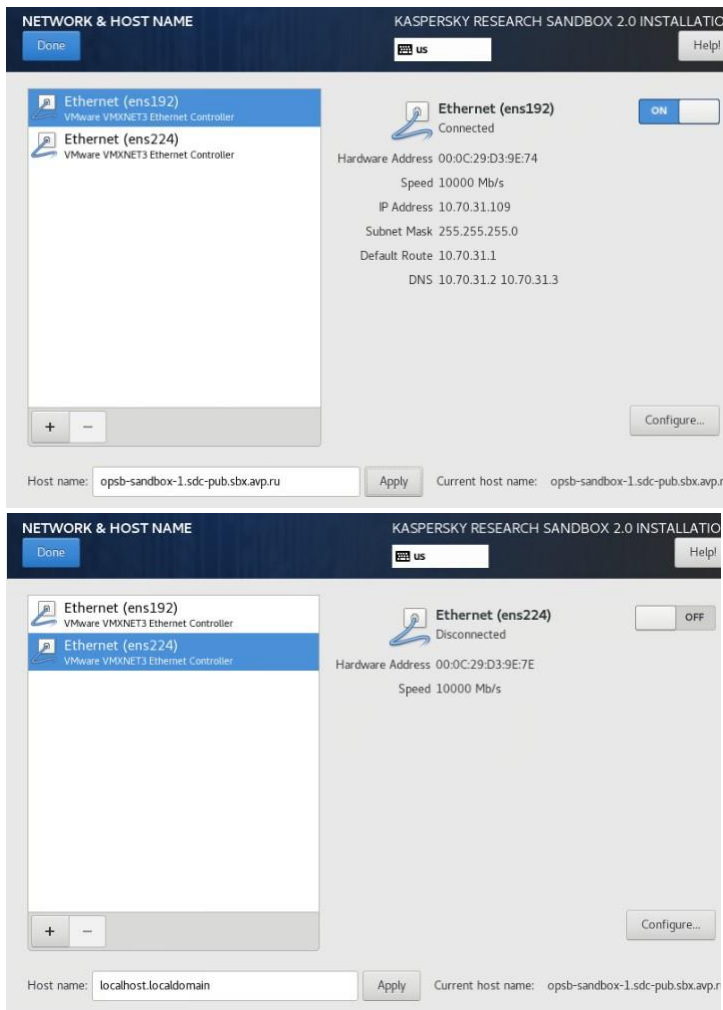 NETWORK & HOST NAME KASPERSKY RESEARCH SANDBOX 2.0 INSTALLATIO
Done us Help!
Ethernet (ens192)
VMware VMXNET3 Ethernet Controller
Ethernet (ens224)
VMware VMXNET3 Ethernet Controller
Ethernet (ens192)
Connected
ON
Hardware Address 00:0C:29:D3:9E:74
Speed 10000 Mb/s
IP Address 10.70.31.109
Subnet Mask 255.255.255.0
Default Route 10.70.31.1
DNS 10.70.31.2 10.70.31.3
+ − Configure...
Host name: opsb-sandbox-1.sdc-pub.sbx.avp.ru Apply Current host name: opsb-sandbox-1.sdc-pub.sbx.avp.r
NETWORK & HOST NAME KASPERSKY RESEARCH SANDBOX 2.0 INSTALLATIO
Done us Help!
Ethernet (ens192)
VMware VMXNET3 Ethernet Controller
Ethernet (ens224)
VMware VMXNET3 Ethernet Controller
Ethernet (ens224)
Disconnected
OFF
Hardware Address 00:0C:29:D3:9E:7E
Speed 10000 Mb/s
+ − Configure...
Host name: localhost.localdomain Apply Current host name: opsb-sandbox-1.sdc-pub.sbx.avp.r